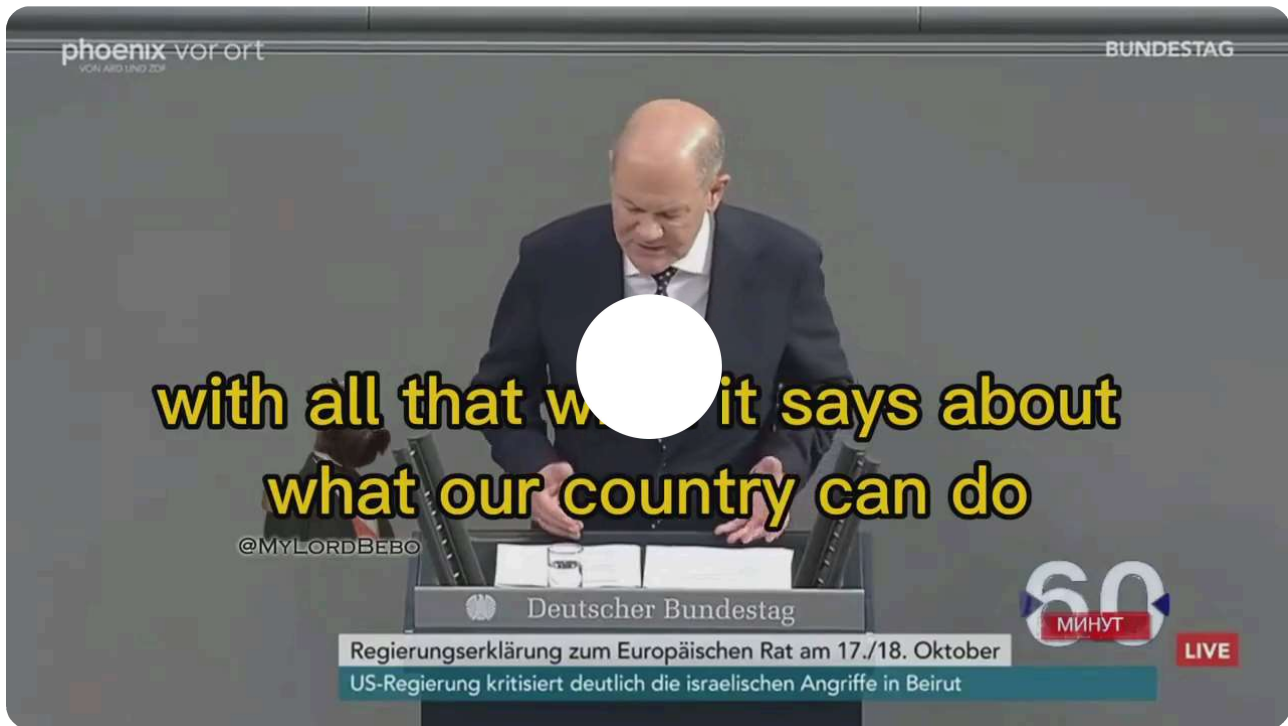 phoenix vor ort
VON ARD UND ZDF
BUNDESTAG
with all that it says about
what our country can do
@MYLORDBEBO
Deutscher Bundestag
60
МИНУТ
Regierungserklärung zum Europäischen Rat am 17./18. Oktober
LIVE
US-Regierung kritisiert deutlich die israelischen Angriffe in Beirut